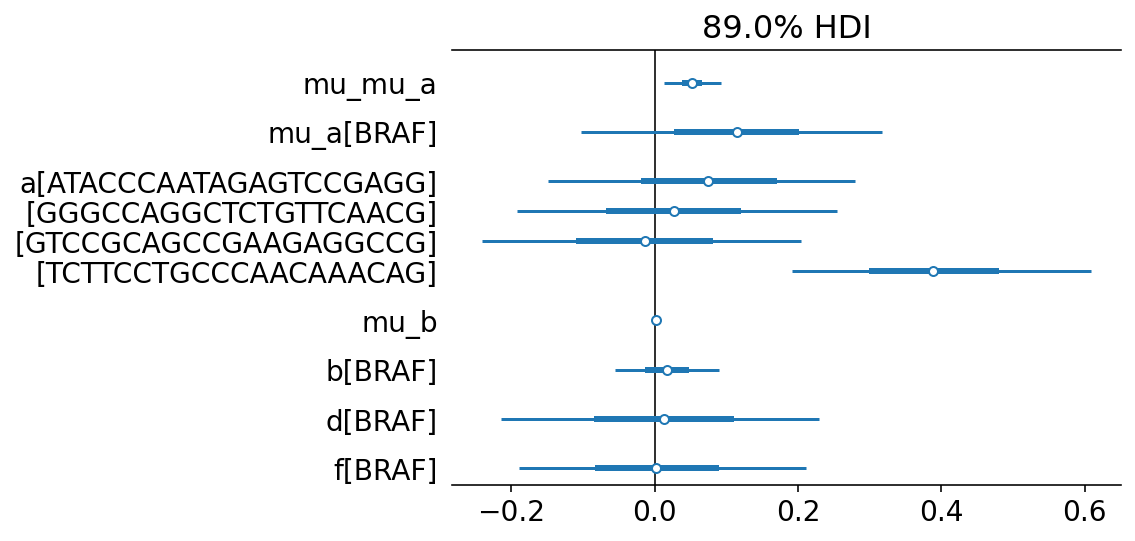 89.0% HDI
mu_mu_a
mu_a[BRAF]
a[ATACCCAATAGAGTCCGAGG]
[GGGCCAGGCTCTGTTCAACG]
[GTCCGCAGCCGAAGAGGCCG]
[TCTTCCTGCCCAACAAACAG]
mu_b
b[BRAF]
d[BRAF]
f[BRAF]
−0.2 0.0 0.2 0.4 0.6